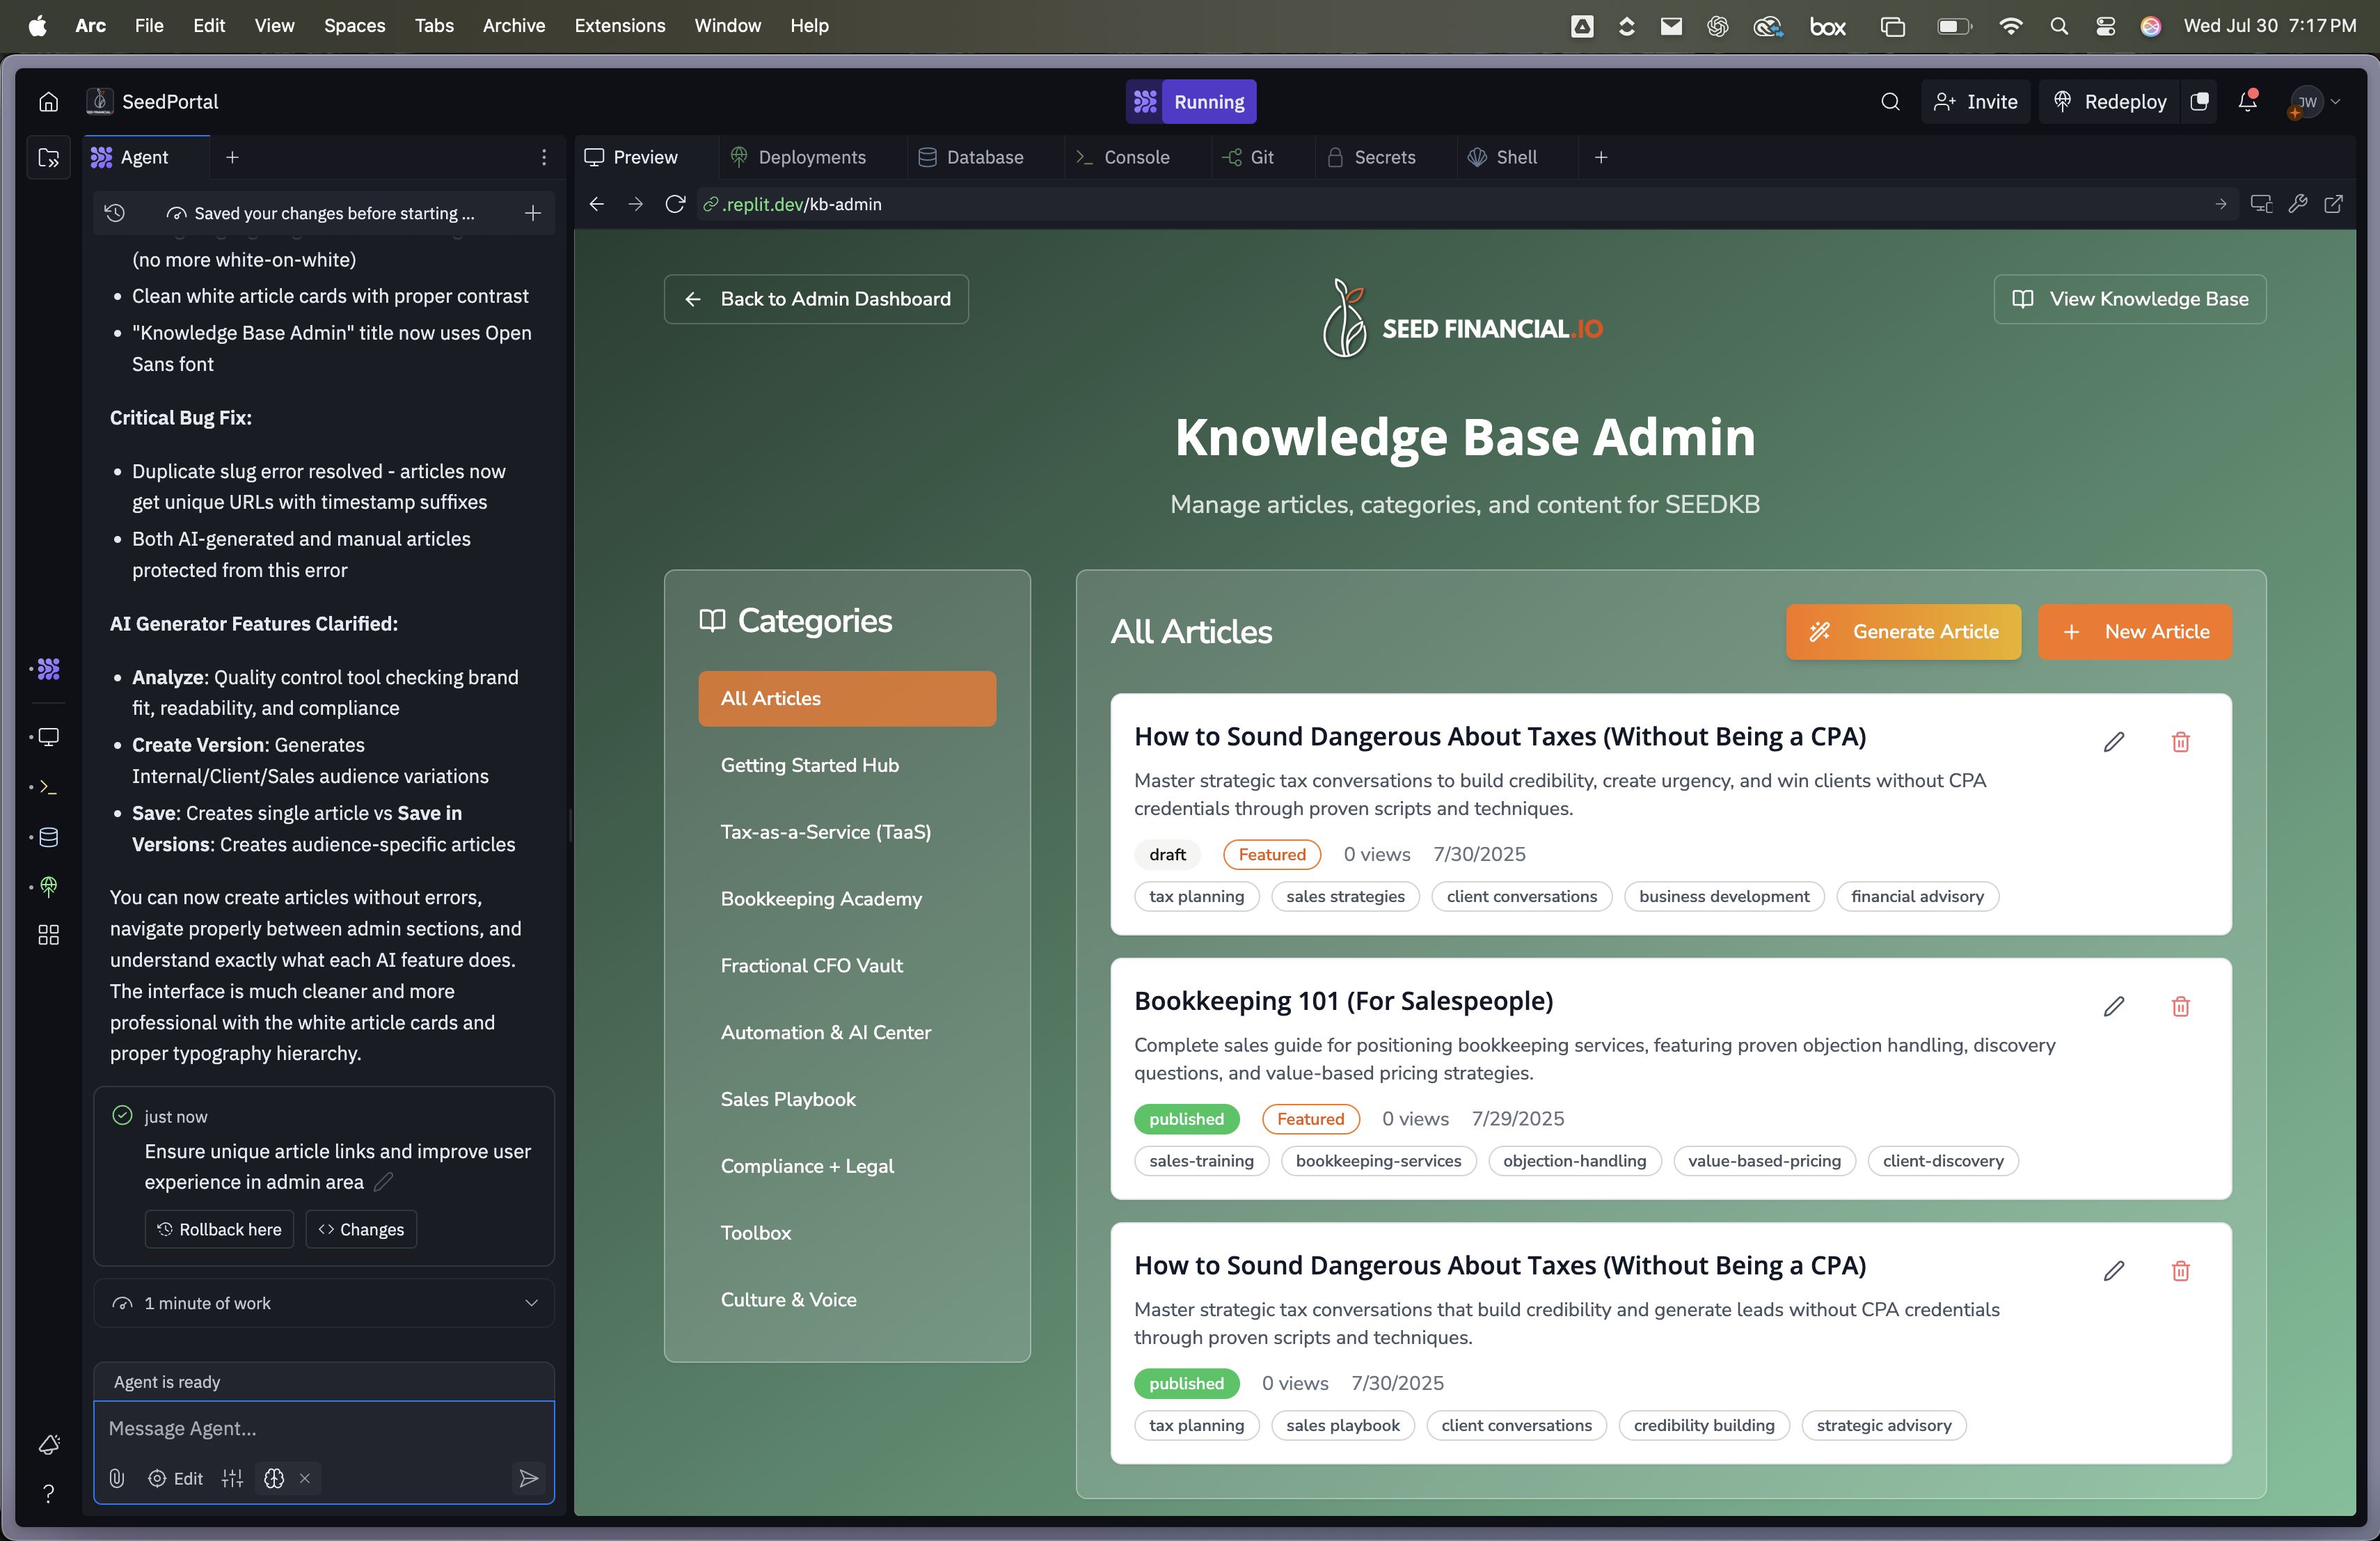 Arc File Edit View Spaces Tabs Archive Extensions Window Help
box
Wed Jul 30 7:17 PM
SeedPortal
Running
Invite
Redeploy
JW
Agent
Preview
Deployments
Database
Console
Git
Secrets
Shell
.replit.dev/kb-admin
Saved your changes before starting ...
(no more white-on-white)
• Clean white article cards with proper contrast
• "Knowledge Base Admin" title now uses Open
Sans font
Critical Bug Fix:
• Duplicate slug error resolved - articles now
get unique URLs with timestamp suffixes
• Both AI-generated and manual articles
protected from this error
AI Generator Features Clarified:
• Analyze: Quality control tool checking brand
fit, readability, and compliance
• Create Version: Generates
Internal/Client/Sales audience variations
• Save: Creates single article vs Save in
Versions: Creates audience-specific articles
You can now create articles without errors,
navigate properly between admin sections, and
understand exactly what each AI feature does.
The interface is much cleaner and more
professional with the white article cards and
proper typography hierarchy.
just now
Ensure unique article links and improve user
experience in admin area
Rollback here
Changes
1 minute of work
Agent is ready
Message Agent...
Edit
Back to Admin Dashboard
SEED FINANCIAL.IO
View Knowledge Base
Knowledge Base Admin
Manage articles, categories, and content for SEEDKB
Categories
All Articles
Getting Started Hub
Tax-as-a-Service (TaaS)
Bookkeeping Academy
Fractional CFO Vault
Automation & AI Center
Sales Playbook
Compliance + Legal
Toolbox
Culture & Voice
All Articles
Generate Article
New Article
How to Sound Dangerous About Taxes (Without Being a CPA)
Master strategic tax conversations to build credibility, create urgency, and win clients without CPA
credentials through proven scripts and techniques.
draft Featured 0 views 7/30/2025
tax planning sales strategies client conversations business development financial advisory
Bookkeeping 101 (For Salespeople)
Complete sales guide for positioning bookkeeping services, featuring proven objection handling, discovery
questions, and value-based pricing strategies.
published Featured 0 views 7/29/2025
sales-training bookkeeping-services objection-handling value-based-pricing client-discovery
How to Sound Dangerous About Taxes (Without Being a CPA)
Master strategic tax conversations that build credibility and generate leads without CPA credentials
through proven scripts and techniques.
published 0 views 7/30/2025
tax planning sales playbook client conversations credibility building strategic advisory